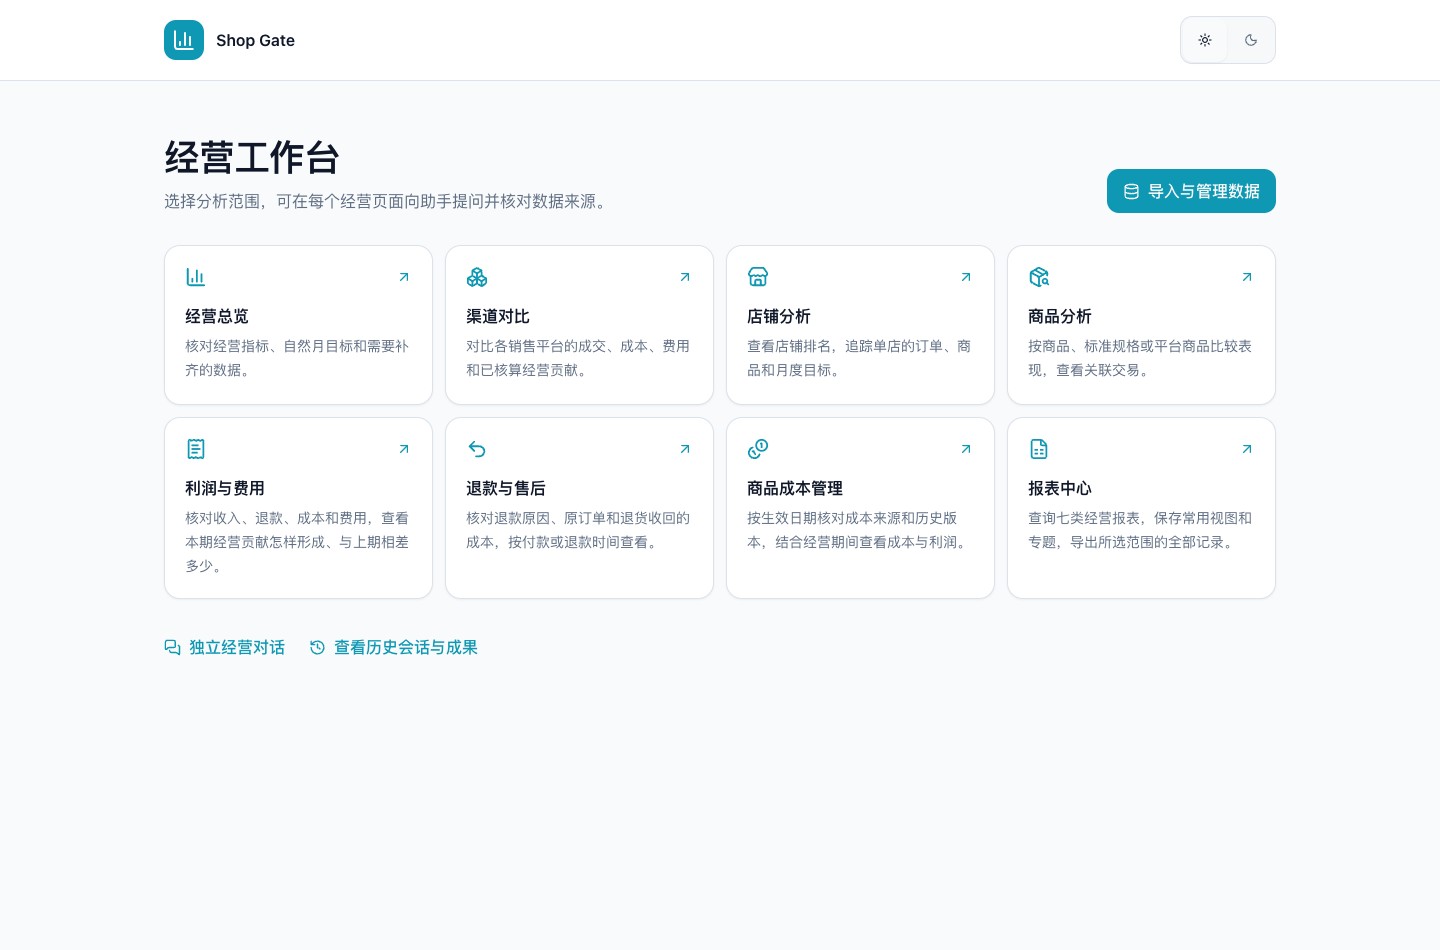 Shop Gate
经营工作台
选择分析范围，可在每个经营页面向助手提问并核对数据来源。
导入与管理数据
经营总览
核对经营指标、自然月目标和需要补
齐的数据。
渠道对比
对比各销售平台的成交、成本、费用
和已核算经营贡献。
店铺分析
查看店铺排名，追踪单店的订单、商
品和月度目标。
商品分析
按商品、标准规格或平台商品比较表
现，查看关联交易。
利润与费用
核对收入、退款、成本和费用，查看
本期经营贡献怎样形成、与上期相差
多少。
退款与售后
核对退款原因、原订单和退货收回的
成本，按付款或退款时间查看。
商品成本管理
按生效日期核对成本来源和历史版
本，结合经营期间查看成本与利润。
报表中心
查询七类经营报表，保存常用视图和
专题，导出所选范围的全部记录。
独立经营对话
查看历史会话与成果